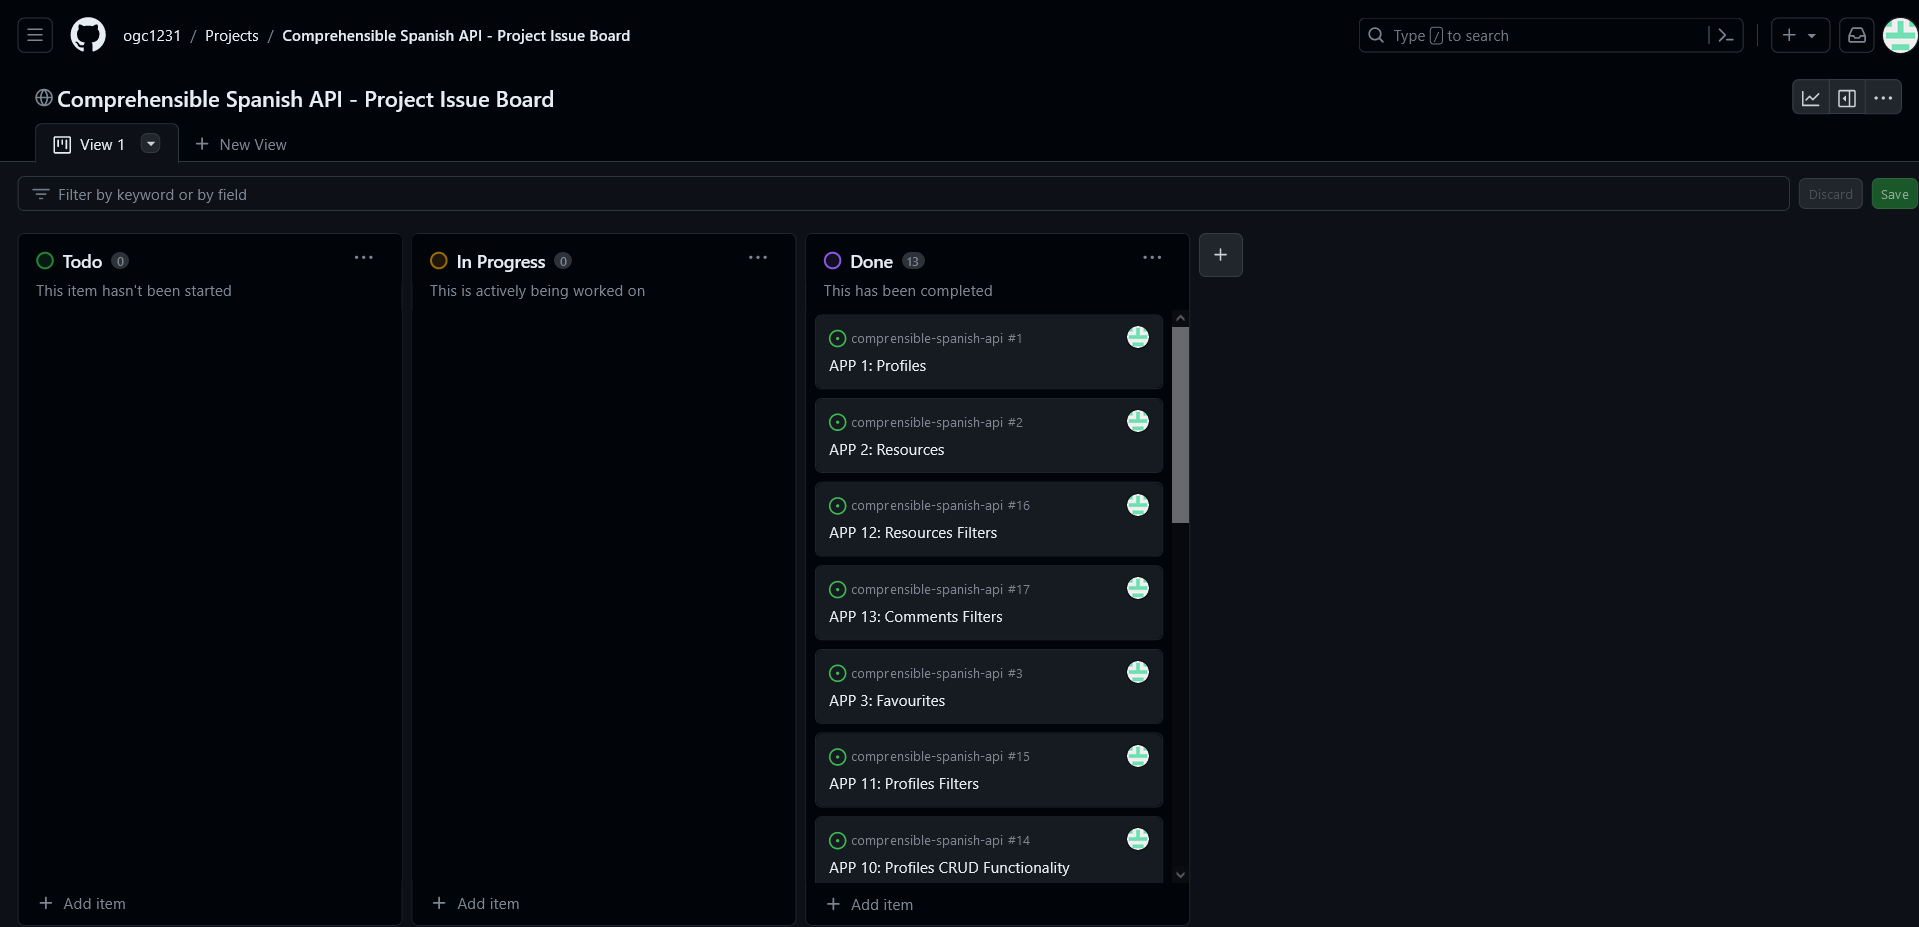 ogc1231 / Projects / Comprehensible Spanish API - Project Issue Board
Type / to search
Comprehensible Spanish API - Project Issue Board
View 1
New View
Filter by keyword or by field
Discard
Save
Todo 0
This item hasn't been started
Add item
In Progress 0
This is actively being worked on
Add item
Done 13
This has been completed
comprensible-spanish-api #1
APP 1: Profiles
comprensible-spanish-api #2
APP 2: Resources
comprensible-spanish-api #16
APP 12: Resources Filters
comprensible-spanish-api #17
APP 13: Comments Filters
comprensible-spanish-api #3
APP 3: Favourites
comprensible-spanish-api #15
APP 11: Profiles Filters
comprensible-spanish-api #14
APP 10: Profiles CRUD Functionality
Add item